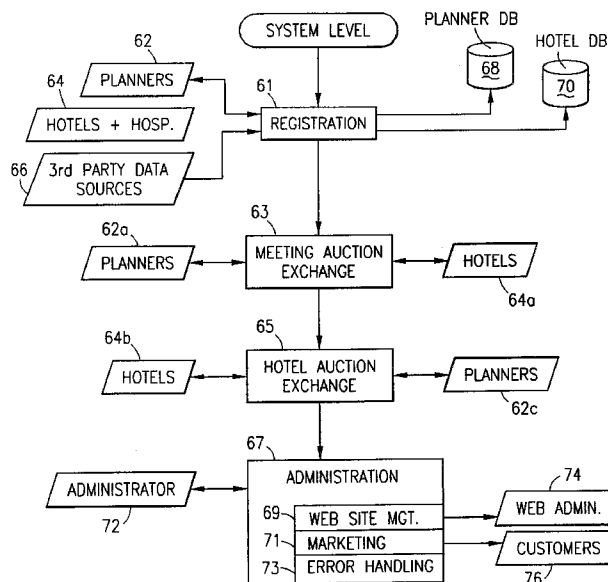 SYSTEM LEVEL
PLANNER DB
68
HOTEL DB
70
62
PLANNERS
64
HOTELS + HOSP.
66
3rd PARTY DATA
SOURCES
61
REGISTRATION
62a
PLANNERS
63
MEETING AUCTION
EXCHANGE
HOTELS
64a
64b
HOTELS
65
HOTEL AUCTION
EXCHANGE
PLANNERS
62c
67
ADMINISTRATION
ADMINISTRATOR
72
69
WEB SITE MGT.
71
MARKETING
73
ERROR HANDLING
74
WEB ADMIN.
CUSTOMERS
76